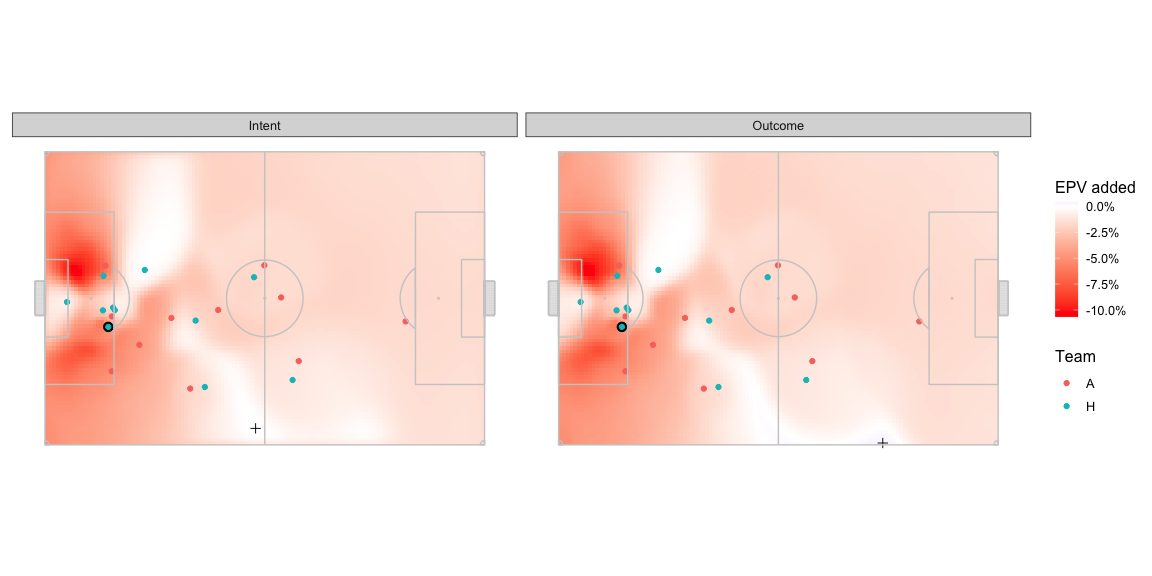 Intent
Outcome
EPV added
0.0%
-2.5%
-5.0%
-7.5%
-10.0%
Team
A
H